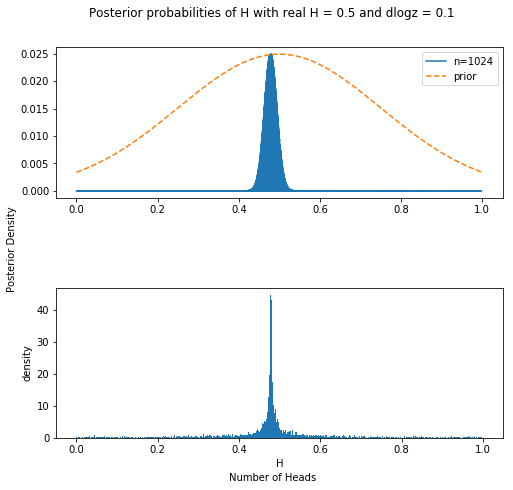 Posterior probabilities of H with real H = 0.5 and dlogz = 0.1
0.025
0.020
0.015
0.010
0.005
0.000
n=1024
prior
0.0 0.2 0.4 0.6 0.8 1.0
Posterior Density
40
30
20
10
0
density
0.0 0.2 0.4 0.6 0.8 1.0
H
Number of Heads